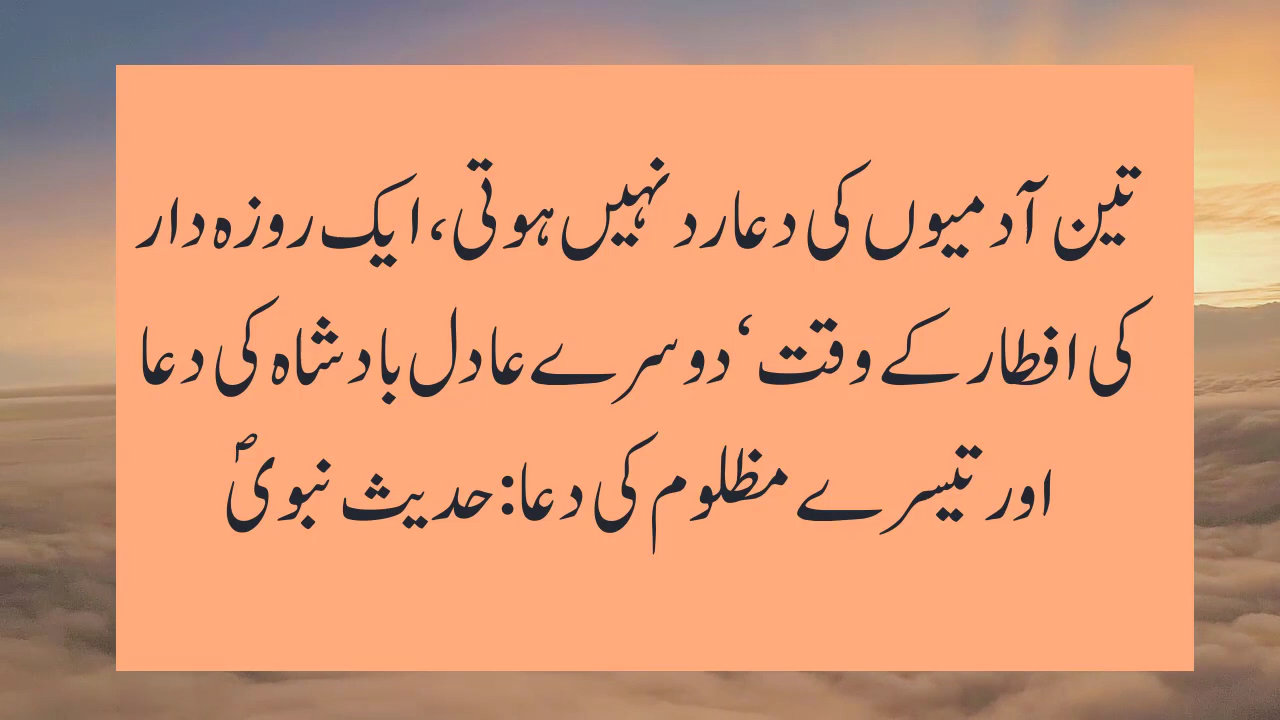 تین آدمیوں کی دعا رد نہیں ہوتی، ایک روزہ دار
کی افطار کے وقت ‘ دوسرے عادل بادشاہ کی دعا
اور تیسرے مظلوم کی دعا: حدیث نبویؐ